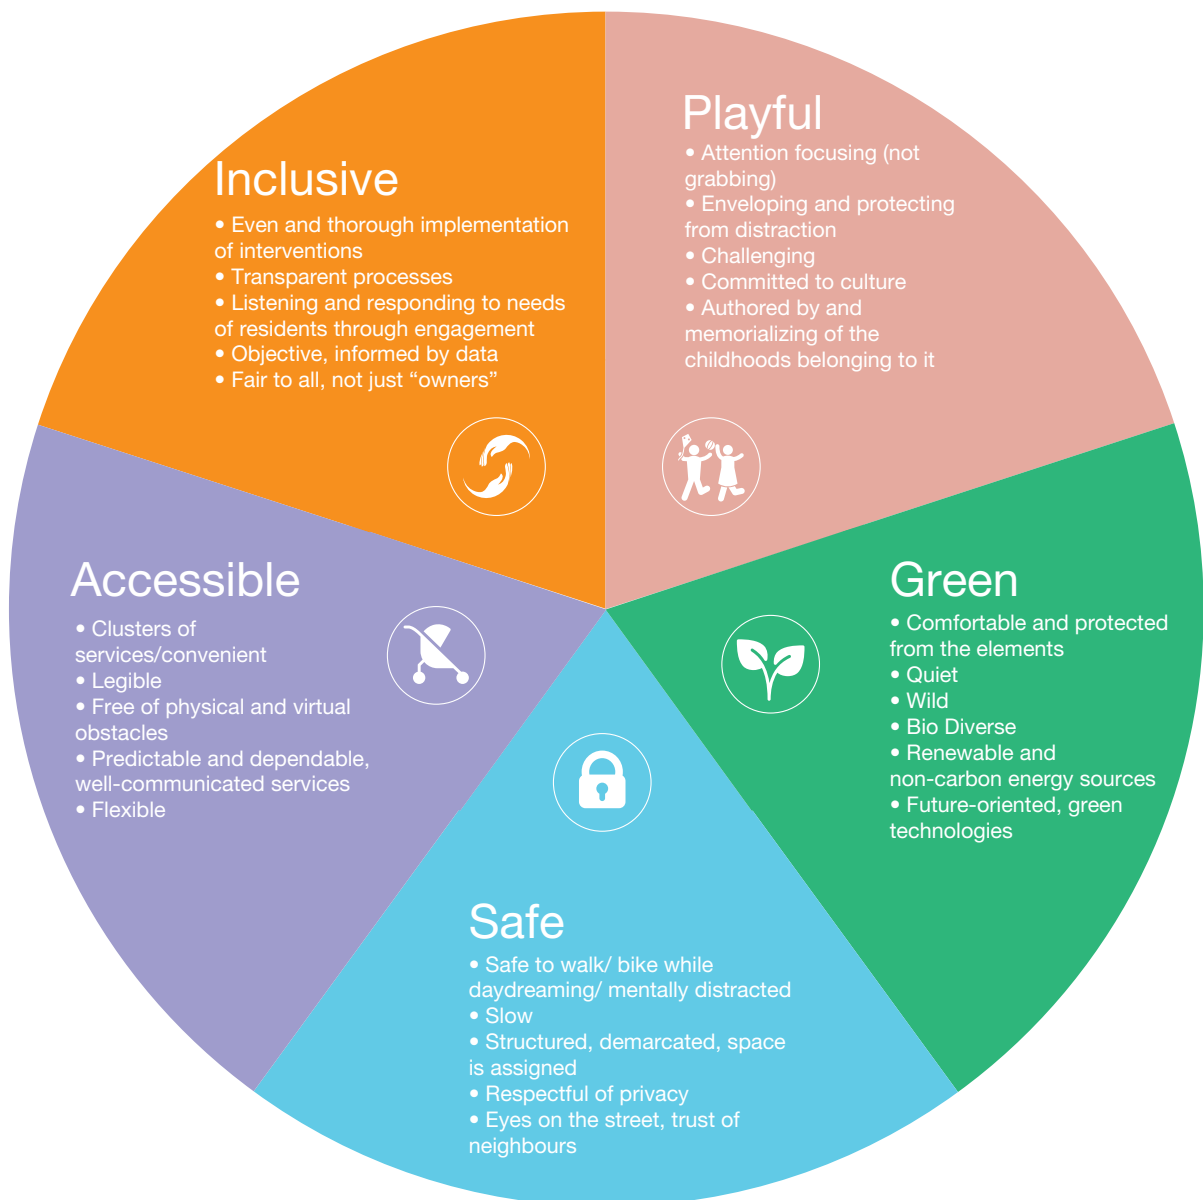 Playful
• Attention focusing (not
grabbing)
• Enveloping and protecting
from distraction
• Challenging
• Committed to culture
• Authored by and
memorializing of the
childhoods belonging to it
Inclusive
• Even and thorough implementation
of interventions
• Transparent processes
• Listening and responding to needs
of residents through engagement
• Objective, informed by data
• Fair to all, not just “owners”
Accessible
• Clusters of
services/convenient
• Legible
• Free of physical and virtual
obstacles
• Predictable and dependable,
well-communicated services
• Flexible
Green
• Comfortable and protected
from the elements
• Quiet
• Wild
• Bio Diverse
• Renewable and
non-carbon energy sources
• Future-oriented, green
technologies
Safe
• Safe to walk/ bike while
daydreaming/ mentally distracted
• Slow
• Structured, demarcated, space
is assigned
• Respectful of privacy
• Eyes on the street, trust of
neighbours